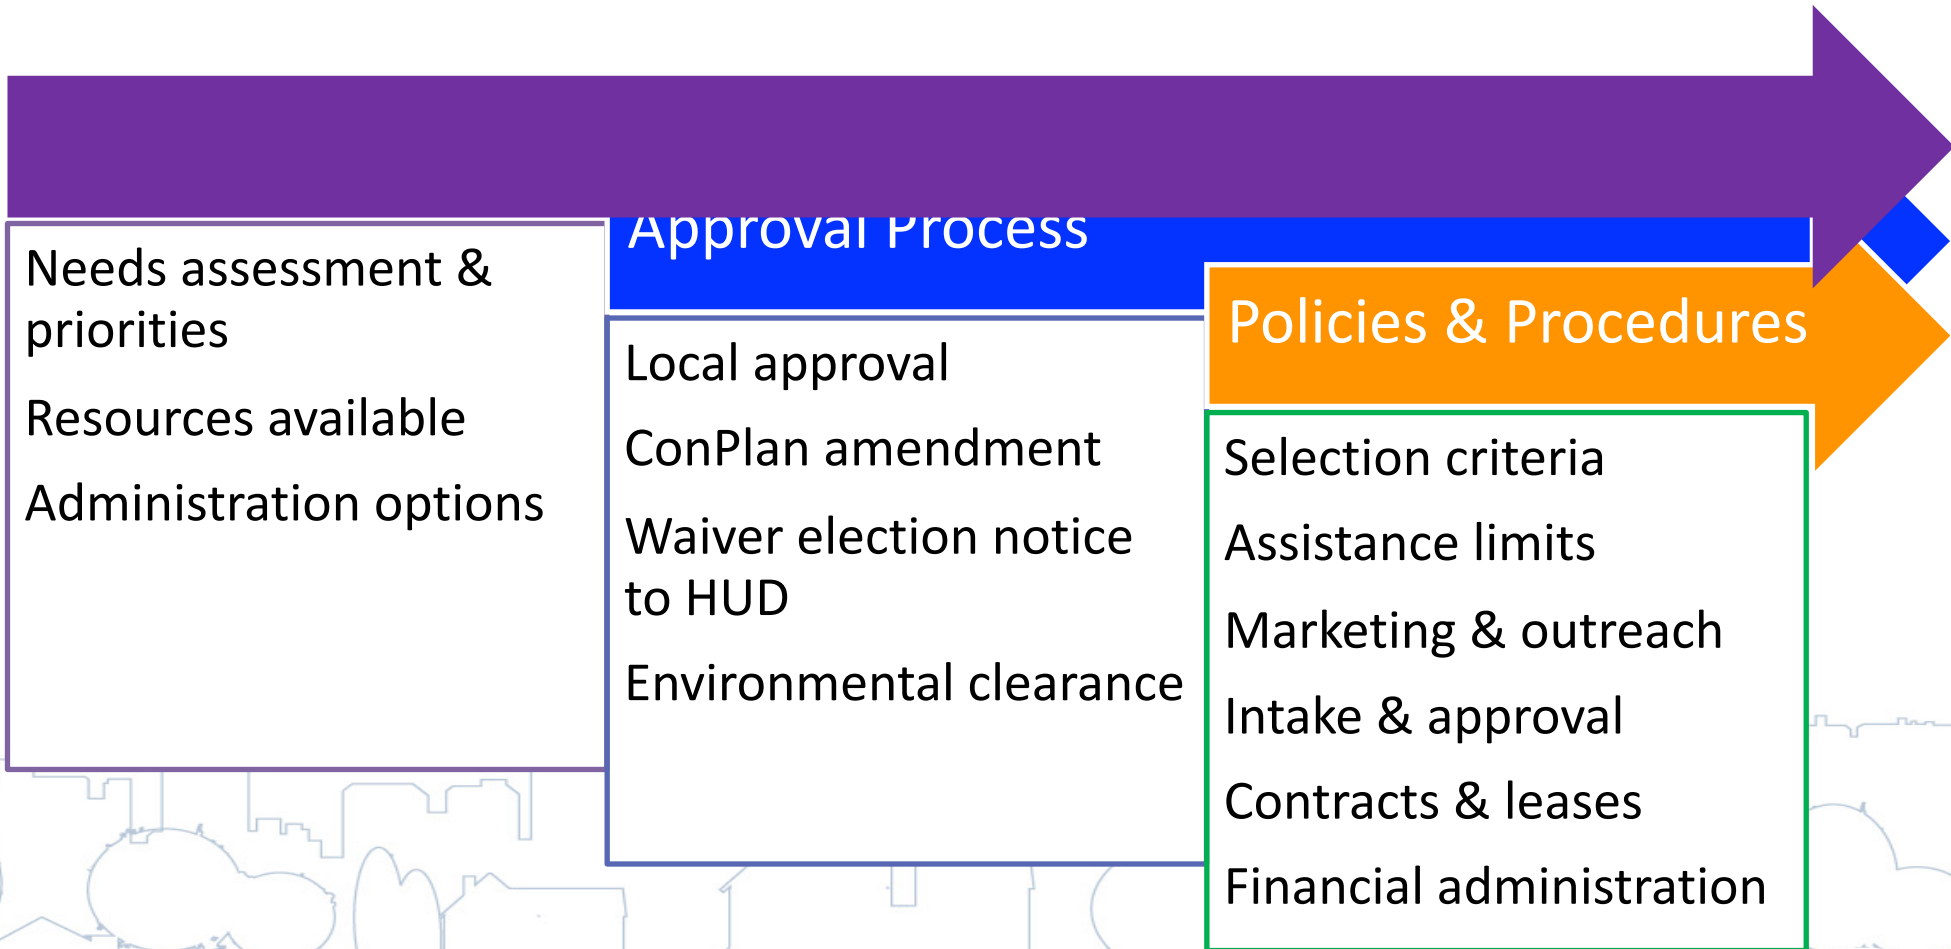 Needs assessment &
priorities
Resources available
Administration options
Approval Process
Local approval
ConPlan amendment
Waiver election notice
to HUD
Environmental clearance
Policies & Procedures
Selection criteria
Assistance limits
Marketing & outreach
Intake & approval
Contracts & leases
Financial administration